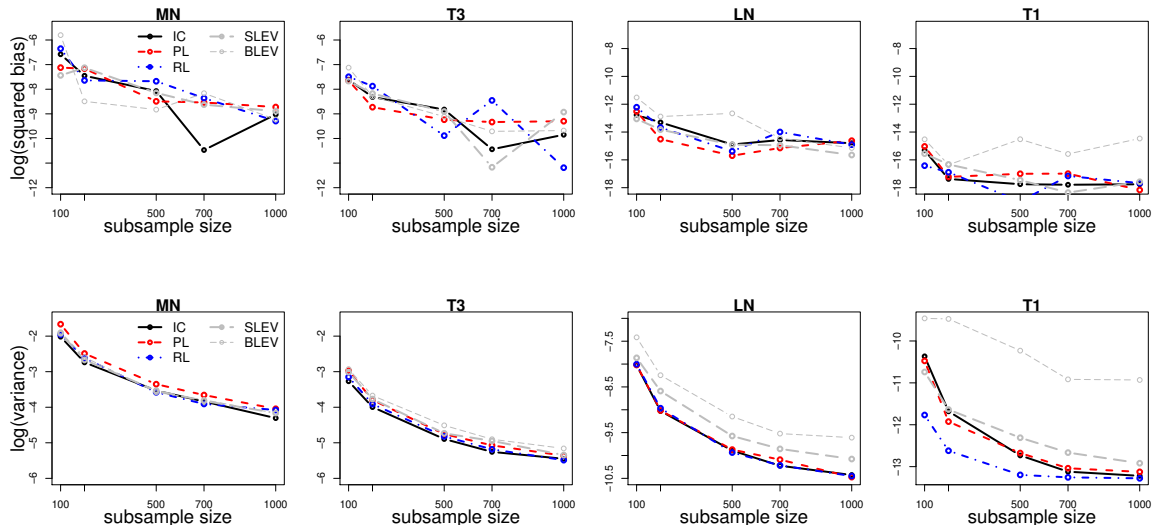 MN
T3
LN
T1
log(squared bias)
-6
-7
-8
-9
-10
-12
IC
PL
RL
SLEV
BLEV
-6
-7
-8
-9
-10
-12
-8
-10
-12
-14
-16
-18
-8
-10
-12
-14
-16
-18
100
500
700
1000
100
500
700
1000
100
500
700
1000
100
500
700
1000
subsample size
subsample size
subsample size
subsample size
MN
T3
LN
T1
log(variance)
-2
-3
-4
-5
-6
IC
PL
RL
SLEV
BLEV
-2
-3
-4
-5
-6
-7.5
-8.5
-9.5
-10.5
-10
-11
-12
-13
100
500
700
1000
100
500
700
1000
100
500
700
1000
100
500
700
1000
subsample size
subsample size
subsample size
subsample size